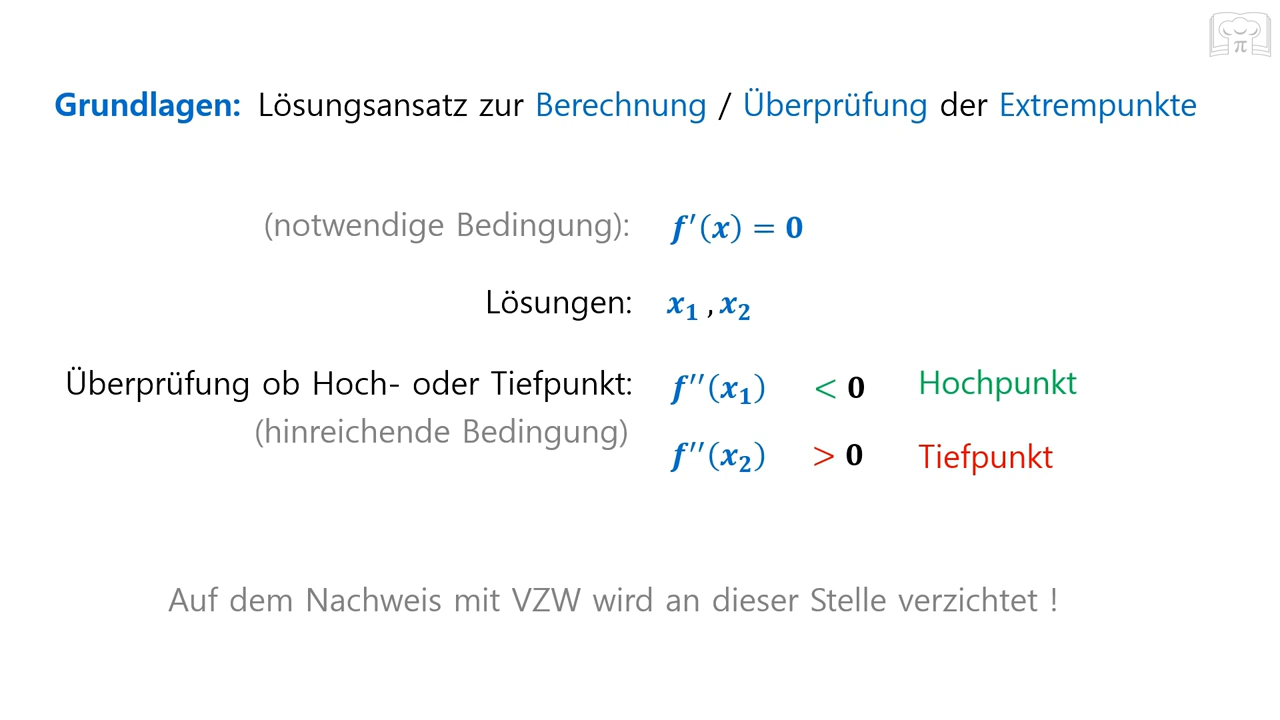 Grundlagen: Lösungsansatz zur Berechnung / Überprüfung der Extrempunkte
(notwendige Bedingung): f′(x) = 0
Lösungen: x₁ , x₂
Überprüfung ob Hoch- oder Tiefpunkt: f′′(x₁) < 0 Hochpunkt
(hinreichende Bedingung)
f′′(x₂) > 0 Tiefpunkt
Auf dem Nachweis mit VZW wird an dieser Stelle verzichtet !
π